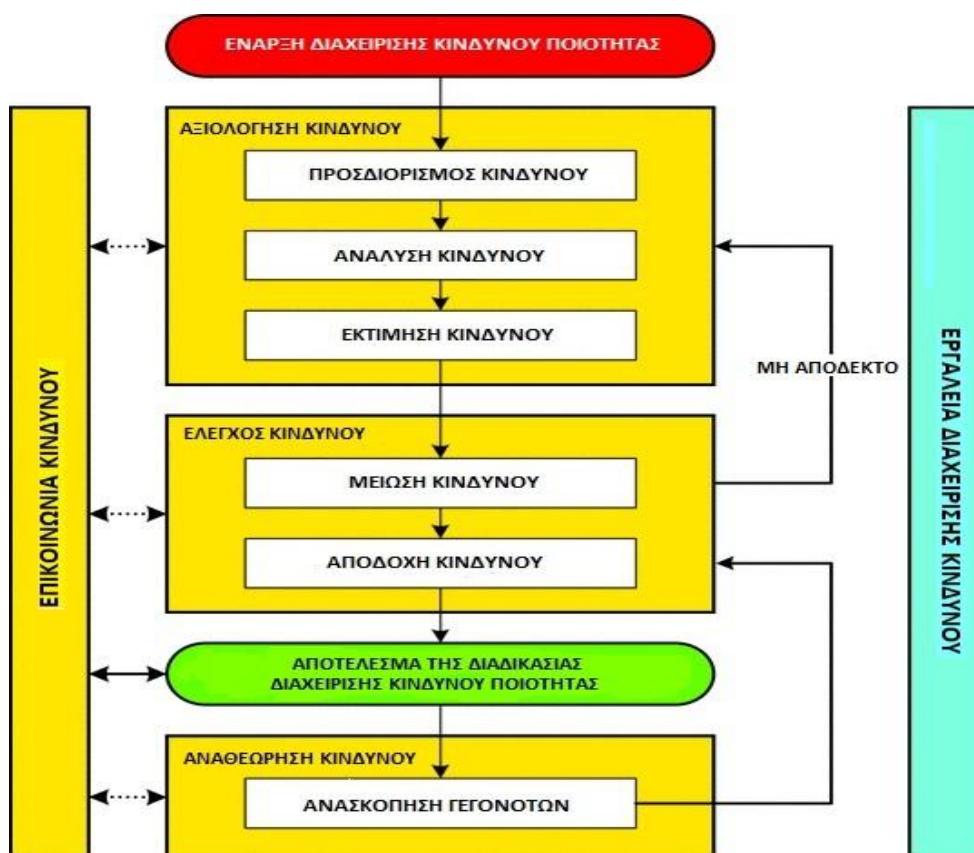 ΕΝΑΡΞΗ ΔΙΑΧΕΙΡΙΣΗΣ ΚΙΝΔΥΝΟΥ ΠΟΙΟΤΗΤΑΣ
ΑΞΙΟΛΟΓΗΣΗ ΚΙΝΔΥΝΟΥ
ΠΡΟΣΔΙΟΡΙΣΜΟΣ ΚΙΝΔΥΝΟΥ
ΑΝΑΛΥΣΗ ΚΙΝΔΥΝΟΥ
ΕΚΤΙΜΗΣΗ ΚΙΝΔΥΝΟΥ
ΜΗ ΑΠΟΔΕΚΤΟ
ΕΛΕΓΧΟΣ ΚΙΝΔΥΝΟΥ
ΜΕΙΩΣΗ ΚΙΝΔΥΝΟΥ
ΑΠΟΔΟΧΗ ΚΙΝΔΥΝΟΥ
ΑΠΟΤΕΛΕΣΜΑ ΤΗΣ ΔΙΑΔΙΚΑΣΙΑΣ
ΔΙΑΧΕΙΡΙΣΗΣ ΚΙΝΔΥΝΟΥ ΠΟΙΟΤΗΤΑΣ
ΑΝΑΘΕΩΡΗΣΗ ΚΙΝΔΥΝΟΥ
ΑΝΑΣΚΟΠΗΣΗ ΓΕΓΟΝΟΤΩΝ
ΕΠΙΚΟΙΝΩΝΙΑ ΚΙΝΔΥΝΟΥ
ΕΡΓΑΛΕΙΑ ΔΙΑΧΕΙΡΙΣΗΣ ΚΙΝΔΥΝΟΥ